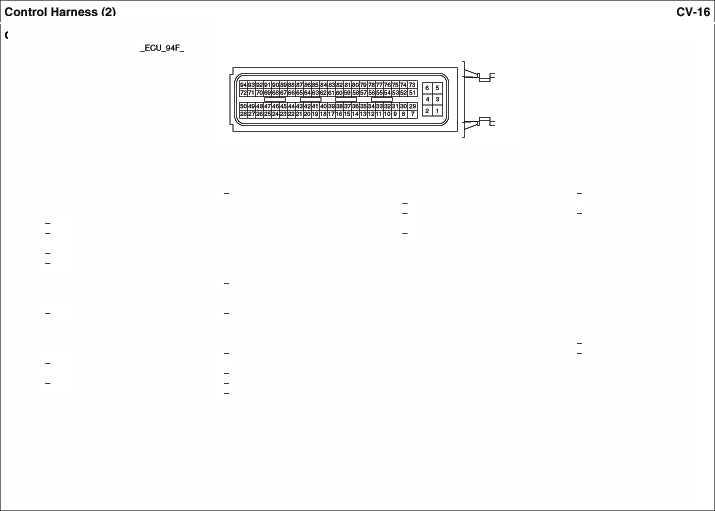 Control Harness (2) CV-16
_ECU_94F_
94 93 92 91 90 89 88 87 86 85 84 83 82 81 80 79 78 77 76 75 74 73 6 5
72 71 70 69 68 67 66 65 64 63 62 61 60 59 58 57 56 55 54 53 52 51
4 3
50 49 48 47 46 45 44 43 42 41 40 39 38 37 36 35 34 33 32 31 30 29
28 27 26 25 24 23 22 21 20 19 18 17 16 15 14 13 12 11 10 9 8 7 2 1